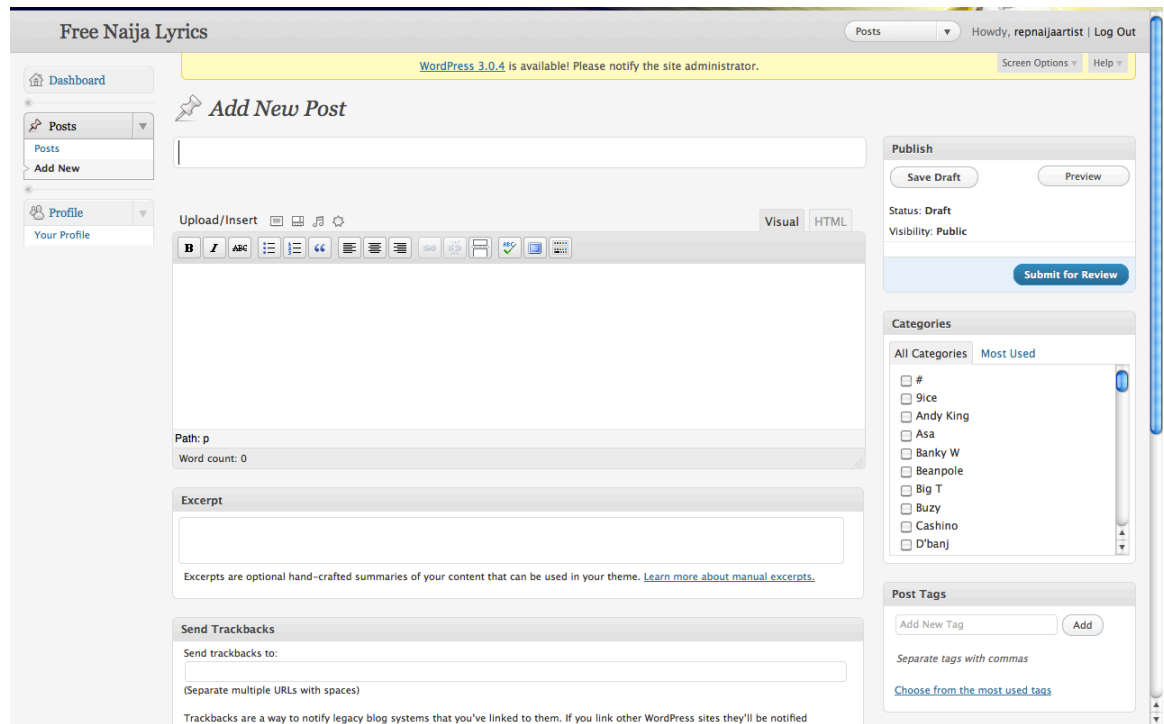 Free Naija Lyrics
Posts
Howdy, repnaijaartist | Log Out
WordPress 3.0.4 is available! Please notify the site administrator.
Screen Options
Help
Dashboard
Posts
Posts
Add New
Profile
Your Profile
Add New Post
Upload/Insert
Visual
HTML
B I ABC
ABC
Path: p
Word count: 0
Excerpt
Excerpts are optional hand-crafted summaries of your content that can be used in your theme. Learn more about manual excerpts.
Send Trackbacks
Send trackbacks to:
(Separate multiple URLs with spaces)
Trackbacks are a way to notify legacy blog systems that you've linked to them. If you link other WordPress sites they'll be notified
Publish
Save Draft
Preview
Status: Draft
Visibility: Public
Submit for Review
Categories
All Categories
Most Used
#
9ice
Andy King
Asa
Banky W
Beanpole
Big T
Buzy
Cashino
D'banj
Post Tags
Add New Tag
Add
Separate tags with commas
Choose from the most used tags